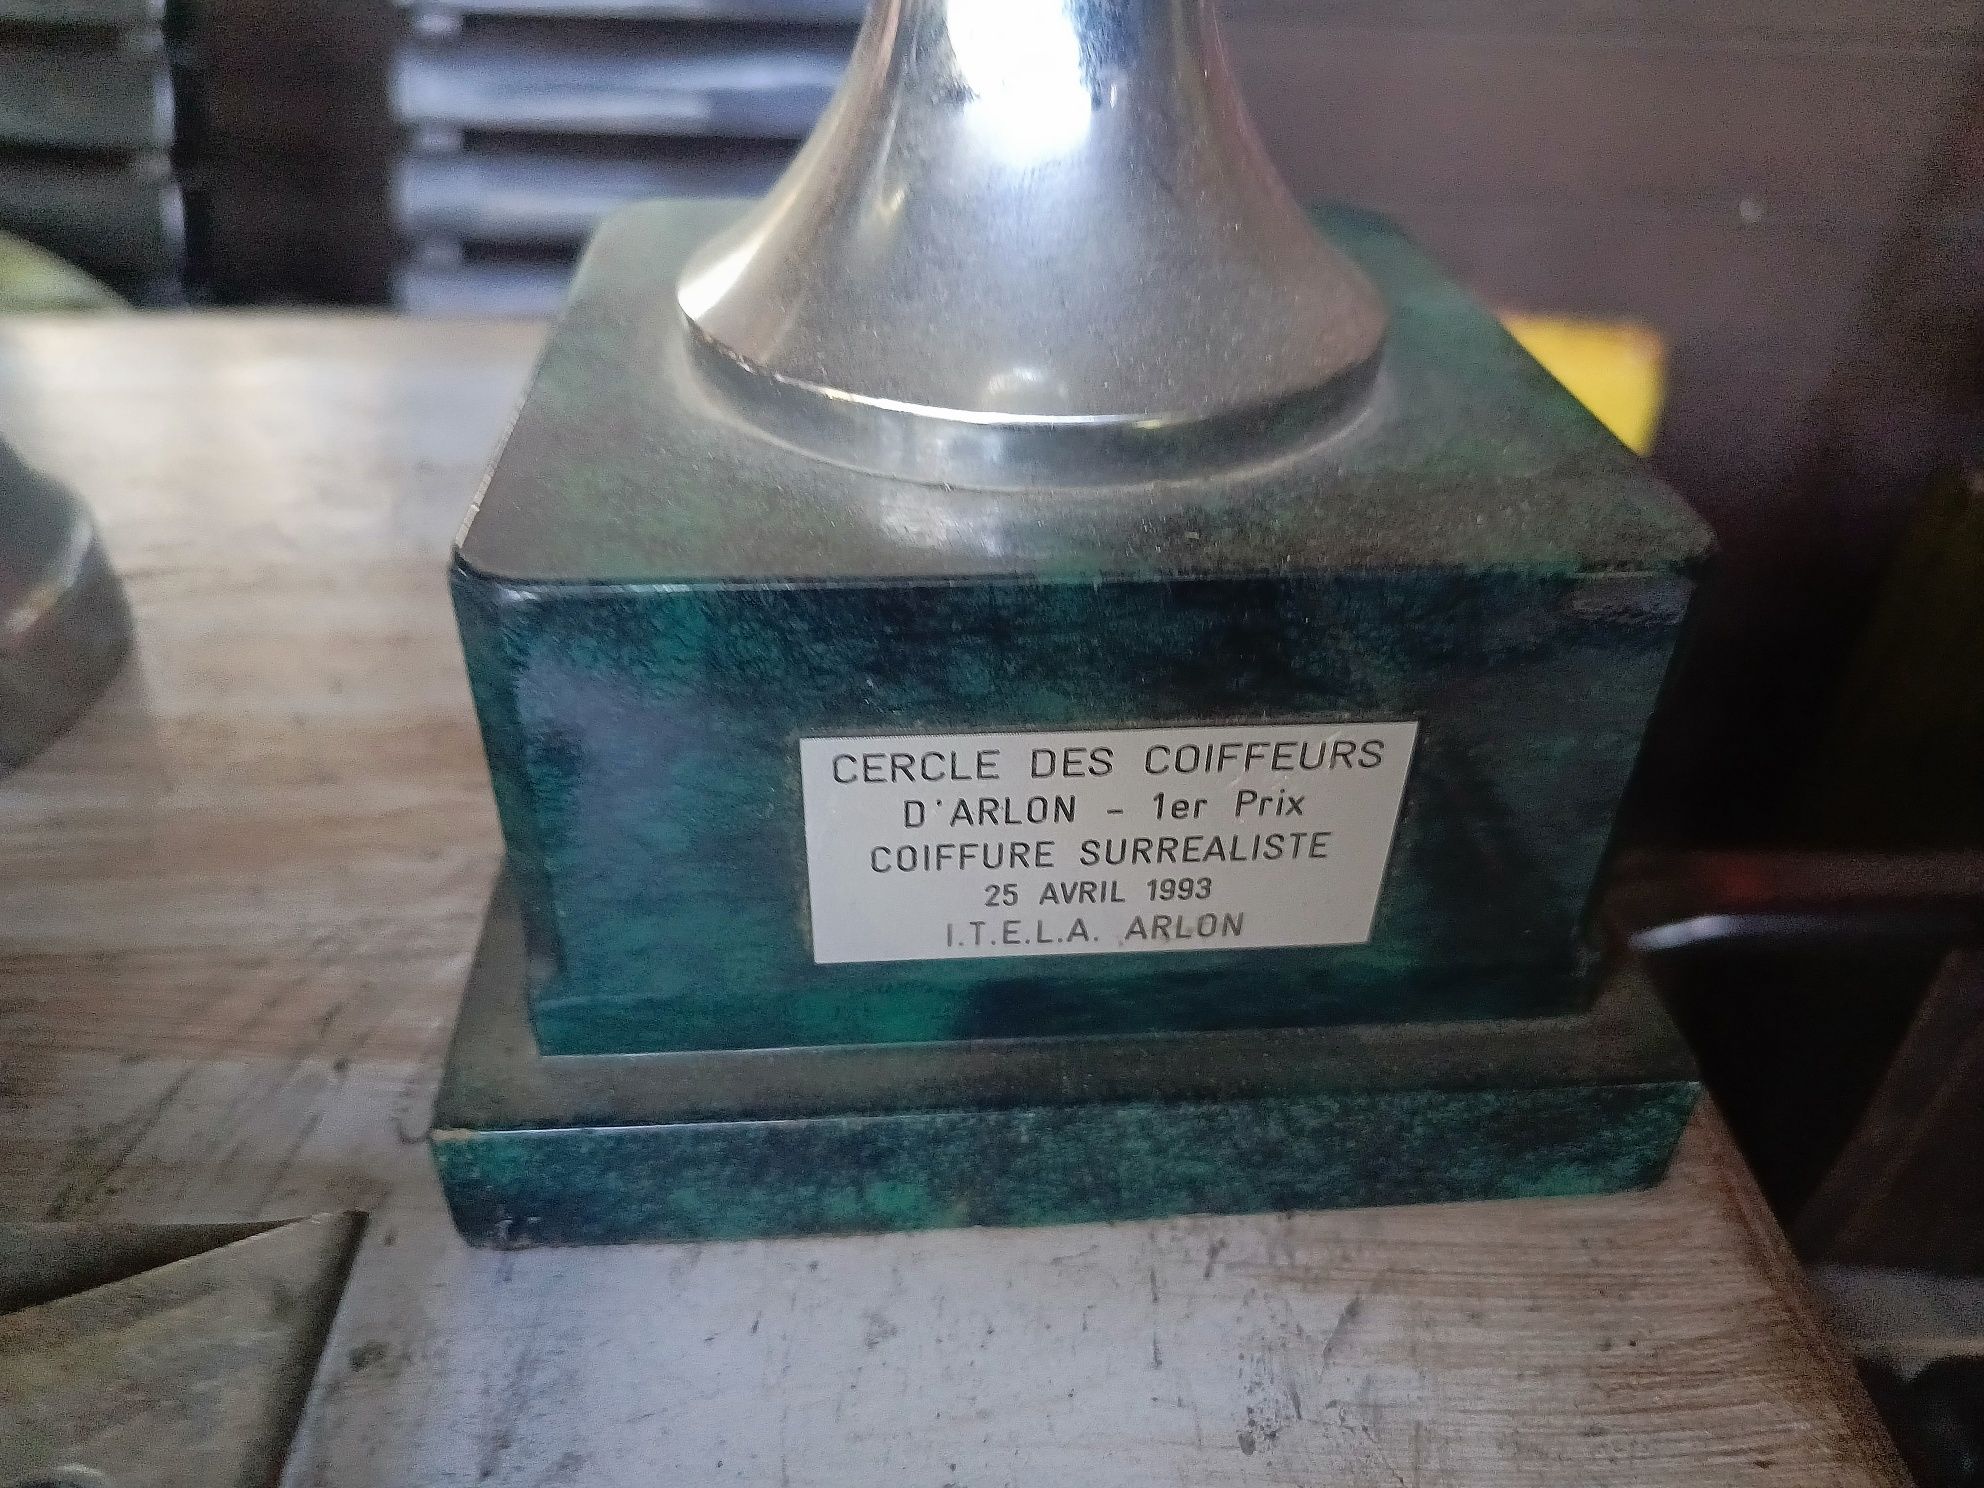 CERCLE DES COIFFEURS
D'ARLON - 1er Prix
COIFFURE SURREALISTE
25 AVRIL 1993
I.T.E.L.A. ARLON